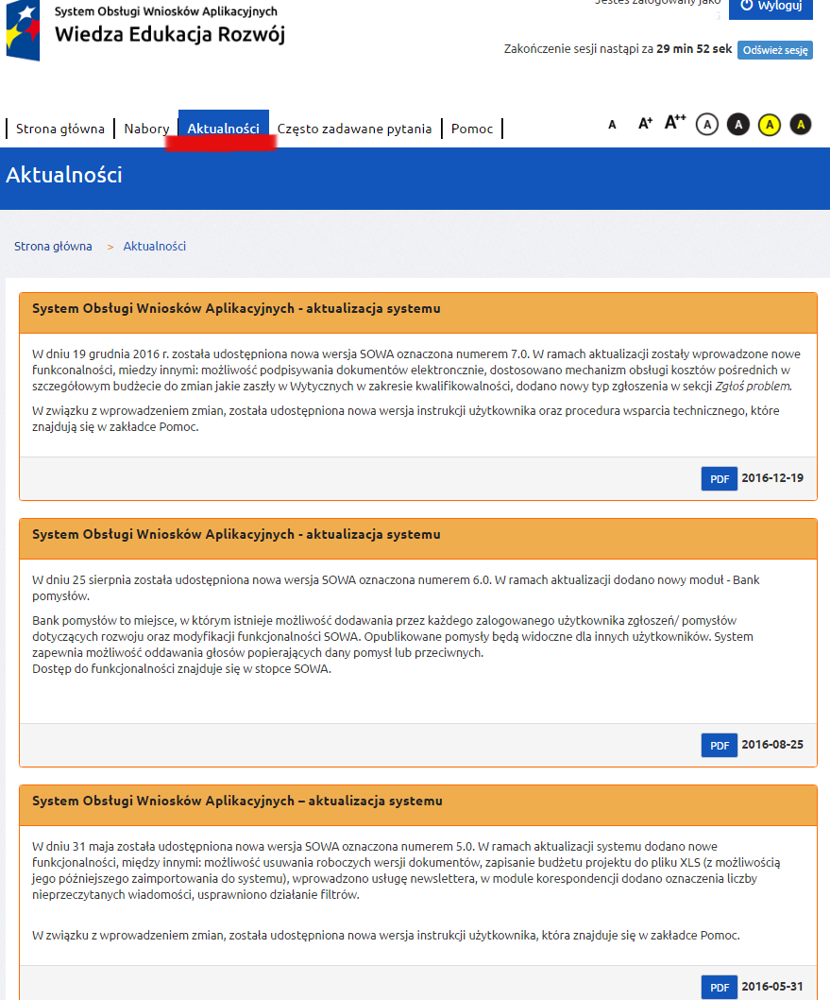 System Obsługi Wniosków Aplikacyjnych
Wiedza Edukacja Rozwój
Jesteś zalogowany jako
Wyloguj
Zakończenie sesji nastąpi za 29 min 52 sek
Odśwież sesję
Strona główna
Nabory
Aktualności
Często zadawane pytania
Pomoc
A A+ A++ A A A A
Aktualności
Strona główna > Aktualności
System Obsługi Wniosków Aplikacyjnych - aktualizacja systemu
W dniu 19 grudnia 2016 r. została udostępniona nowa wersja SOWA oznaczona numerem 7.0. W ramach aktualizacji zostały wprowadzone nowe
funkconalności, miedzy innymi: możliwość podpisywania dokumentów elektroncznie, dostosowano mechanizm obsługi kosztów pośrednich w
szczegółowym budżecie do zmian jakie zaszły w Wytycznych w zakresie kwalifikowalności, dodano nowy typ zgłoszenia w sekcji Zgłoś problem.
W związku z wprowadzeniem zmian, została udostępniona nowa wersja instrukcji użytkownika oraz procedura wsparcia technicznego, które
znajdują się w zakładce Pomoc.
PDF 2016-12-19
System Obsługi Wniosków Aplikacyjnych - aktualizacja systemu
W dniu 25 sierpnia została udostępniona nowa wersja SOWA oznaczona numerem 6.0. W ramach aktualizacji dodano nowy moduł - Bank
pomysłów.
Bank pomysłów to miejsce, w którym istnieje możliwość dodawania przez każdego zalogowanego użytkownika zgłoszeń/ pomysłów
dotyczących rozwoju oraz modyfikacji funkcjonalności SOWA. Opublikowane pomysły będą widoczne dla innych użytkowników. System
zapewnia możliwość oddawania głosów popierających dany pomysł lub przeciwnych.
Dostęp do funkcjonalności znajduje się w stopce SOWA.
PDF 2016-08-25
System Obsługi Wniosków Aplikacyjnych – aktualizacja systemu
W dniu 31 maja została udostępniona nowa wersja SOWA oznaczona numerem 5.0. W ramach aktualizacji systemu dodano nowe
funkcjonalności, między innymi: możliwość usuwania roboczych wersji dokumentów, zapisanie budżetu projektu do pliku XLS (z możliwością
jego późniejszego zaimportowania do systemu), wprowadzono usługę newslettera, w module korespondencji dodano oznaczenia liczby
nieprzeczytanych wiadomości, usprawniono działanie filtrów.
W związku z wprowadzeniem zmian, została udostępniona nowa wersja instrukcji użytkownika, która znajduje się w zakładce Pomoc.
PDF 2016-05-31